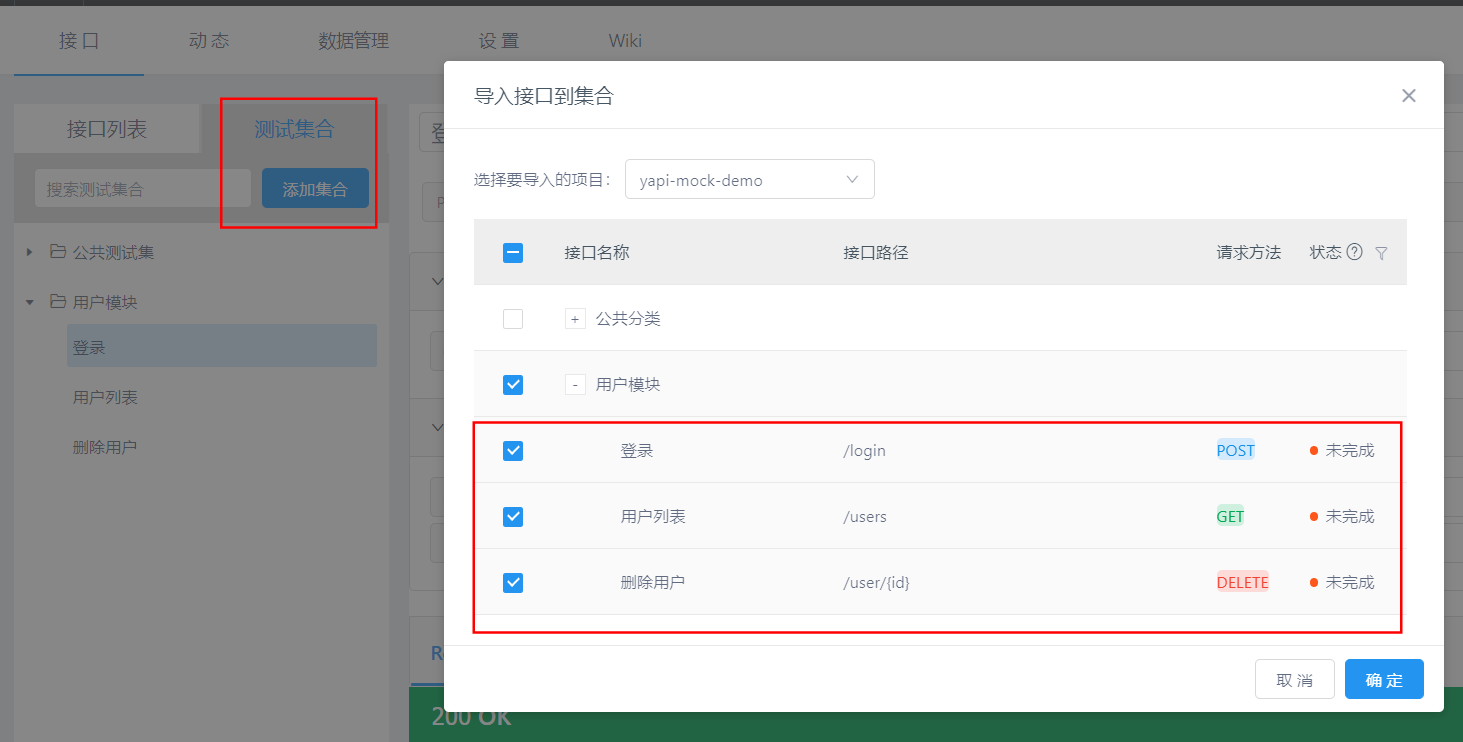 接口 动态 数据管理 设置 Wiki
接口列表 测试集合
搜索测试集合 添加集合
公共测试集
用户模块
登录
用户列表
删除用户
导入接口到集合
选择要导入的项目： yapi-mock-demo
接口名称 接口路径 请求方法 状态
+ 公共分类
- 用户模块
登录 /login POST 未完成
用户列表 /users GET 未完成
删除用户 /user/{id} DELETE 未完成
取消 确定
200 OK